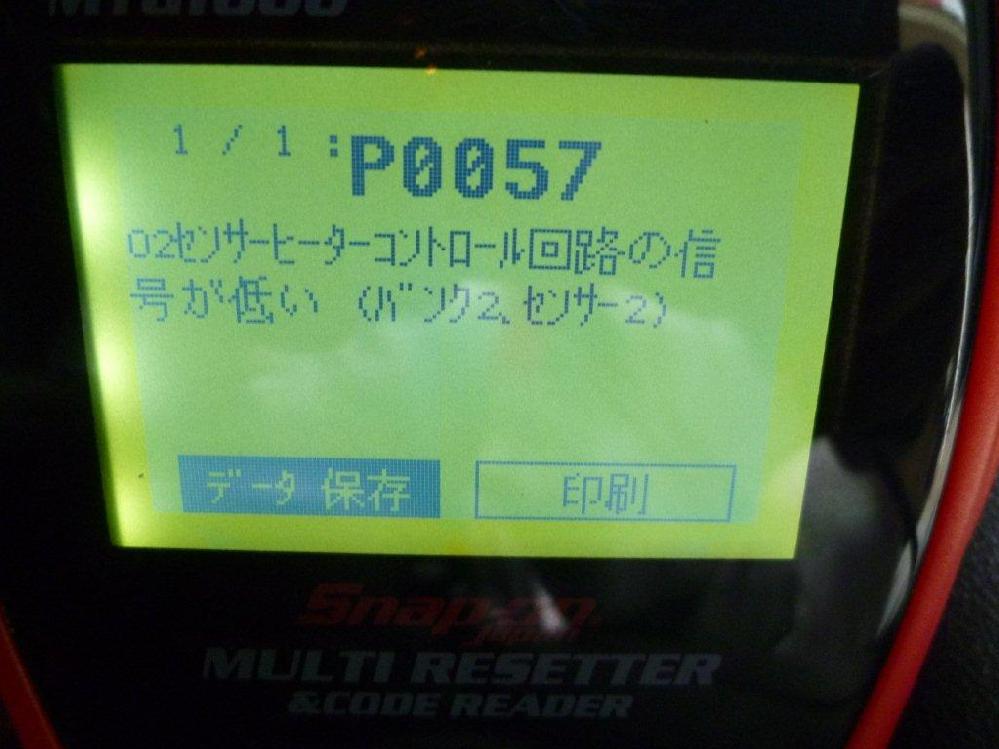 1 / 1 :P0057
O2センサーヒーターコントロール回路の信
号が低い (バンク2、センサー2)
データ 保存 印刷
Snap-on
Japan
MULTI RESETTER
&CODE READER